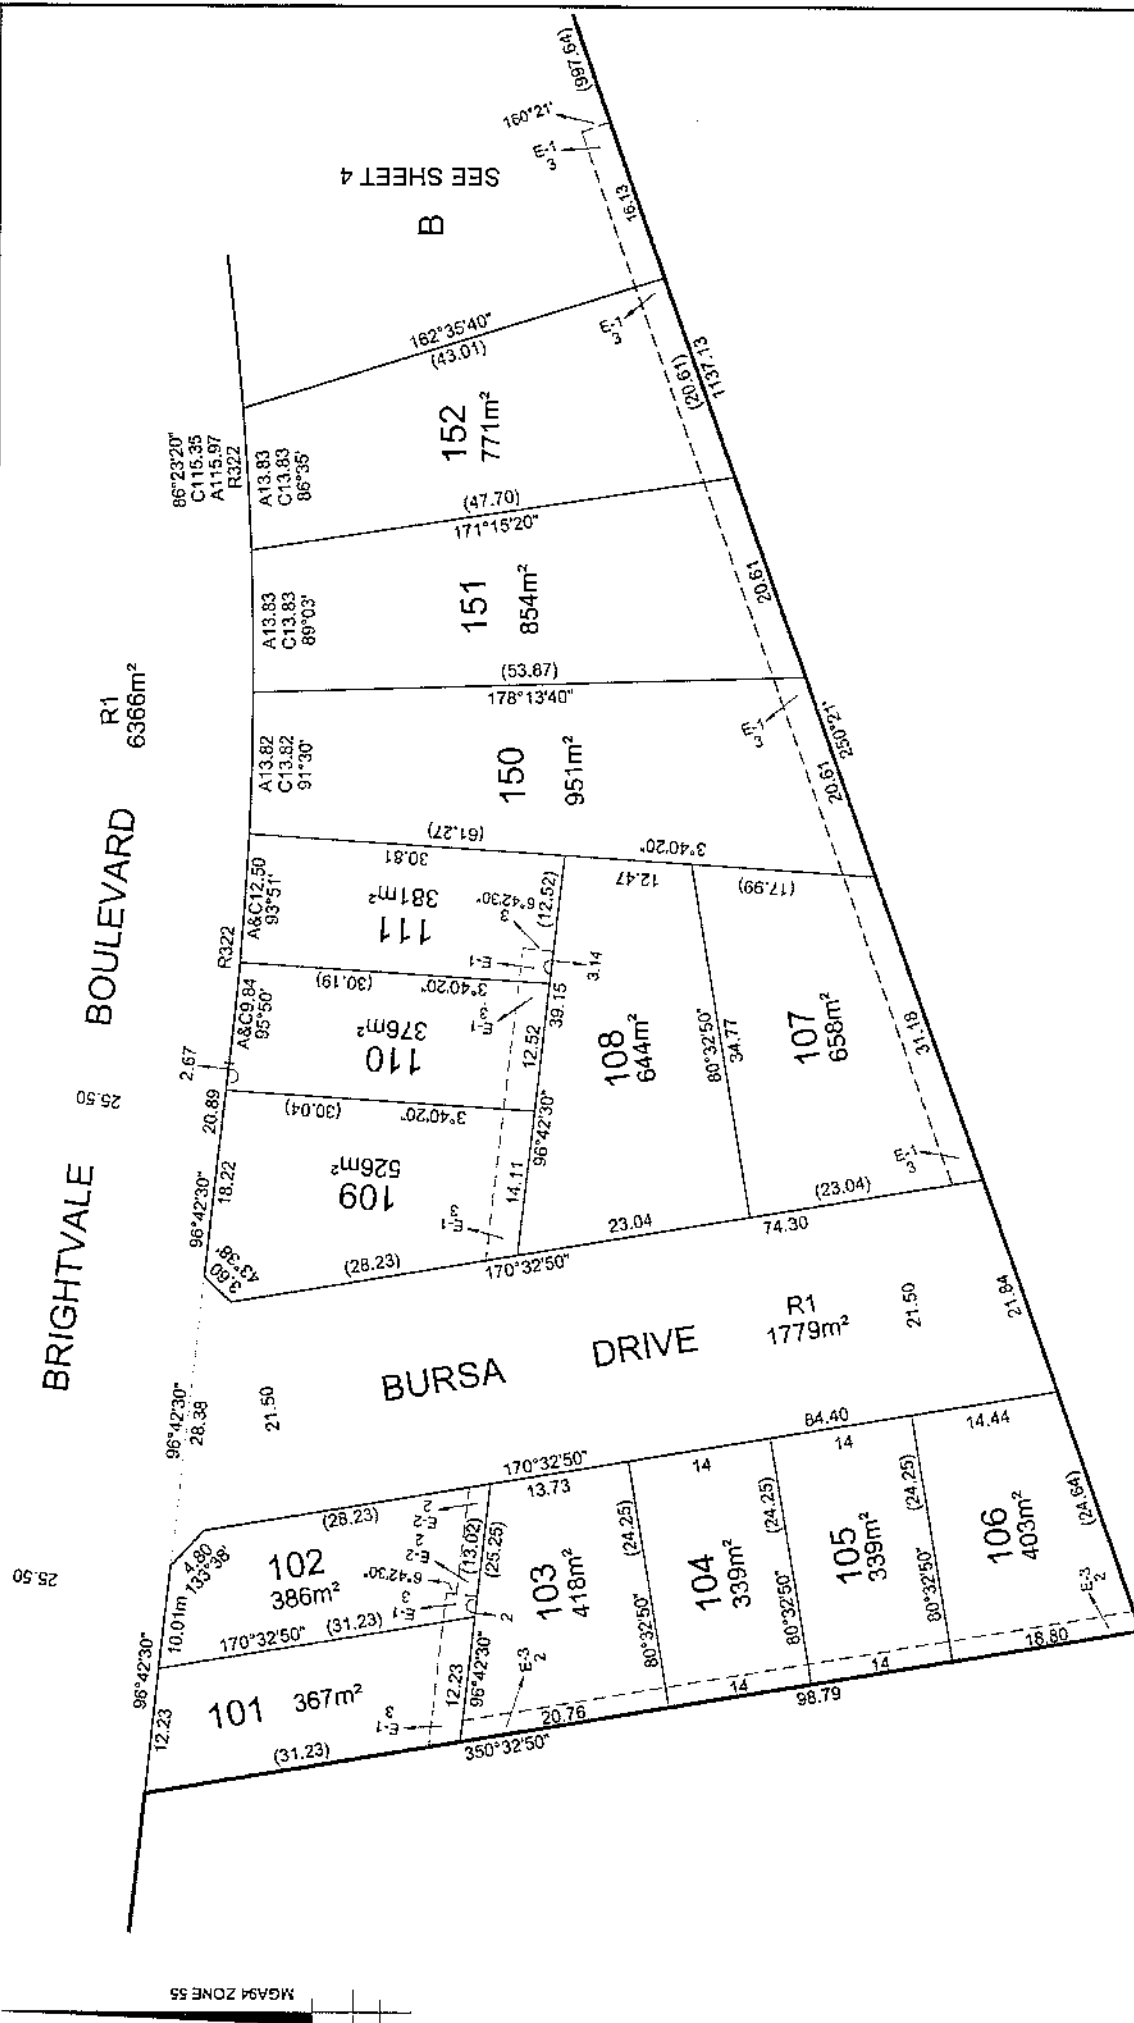 (997.64)
160°21'
E-1
3
SEE SHEET 4
B
16.13
162°35'40"
(43.01)
E-1
3
(20.61)
1137.13
152
771m²
86°23'20"
C115.35
A115.97
R322
A13.83
C13.83
86°35'
(47.70)
171°15'20"
151
854m²
A13.83
C13.83
89°03'
20.61
(53.87)
178°13'40"
R1
6366m²
150
951m²
A13.82
C13.82
91°30'
E-1
3
250°21'
20.61
BRIGHTVALE BOULEVARD
(61.27)
30.81
3°40'20"
12.47
(17.99)
A&C12.50
93°51'
R322
111
381m²
6°42'30"
3
(12.52)
E-1
3.14
(30.19)
3°40'20"
A&C9.84
95°50'
110
376m²
E-1
3
39.15
12.52
2.67
25.50
20.89
(30.04)
3°40'20"
96°42'30"
108
644m²
80°32'50"
34.77
107
658m²
31.18
E-1
3
96°42'30"
18.22
109
526m²
14.11
E-1
3
3.60
43°38'
(28.23)
170°32'50"
23.04
74.30
(23.04)
BURSA DRIVE
R1
1779m²
21.50
21.84
96°42'30"
28.38
21.50
25.50
84.40
170°32'50"
13.73
14
14
14.44
4.80
133°38'
(28.23)
102
386m²
E-2
2
E-2
2
6°42'30"
E-1
3
(13.02)
(25.25)
2
10.01m
170°32'50"
(31.23)
96°42'30"
12.23
101
367m²
(31.23)
E-1
3
12.23
96°42'30"
350°32'50"
103
418m²
E-3
2
20.76
(24.25)
80°32'50"
104
339m²
14
98.79
(24.25)
80°32'50"
105
339m²
14
(24.25)
80°32'50"
106
403m²
(24.64)
E-3
2
18.80
MGA94 ZONE 55